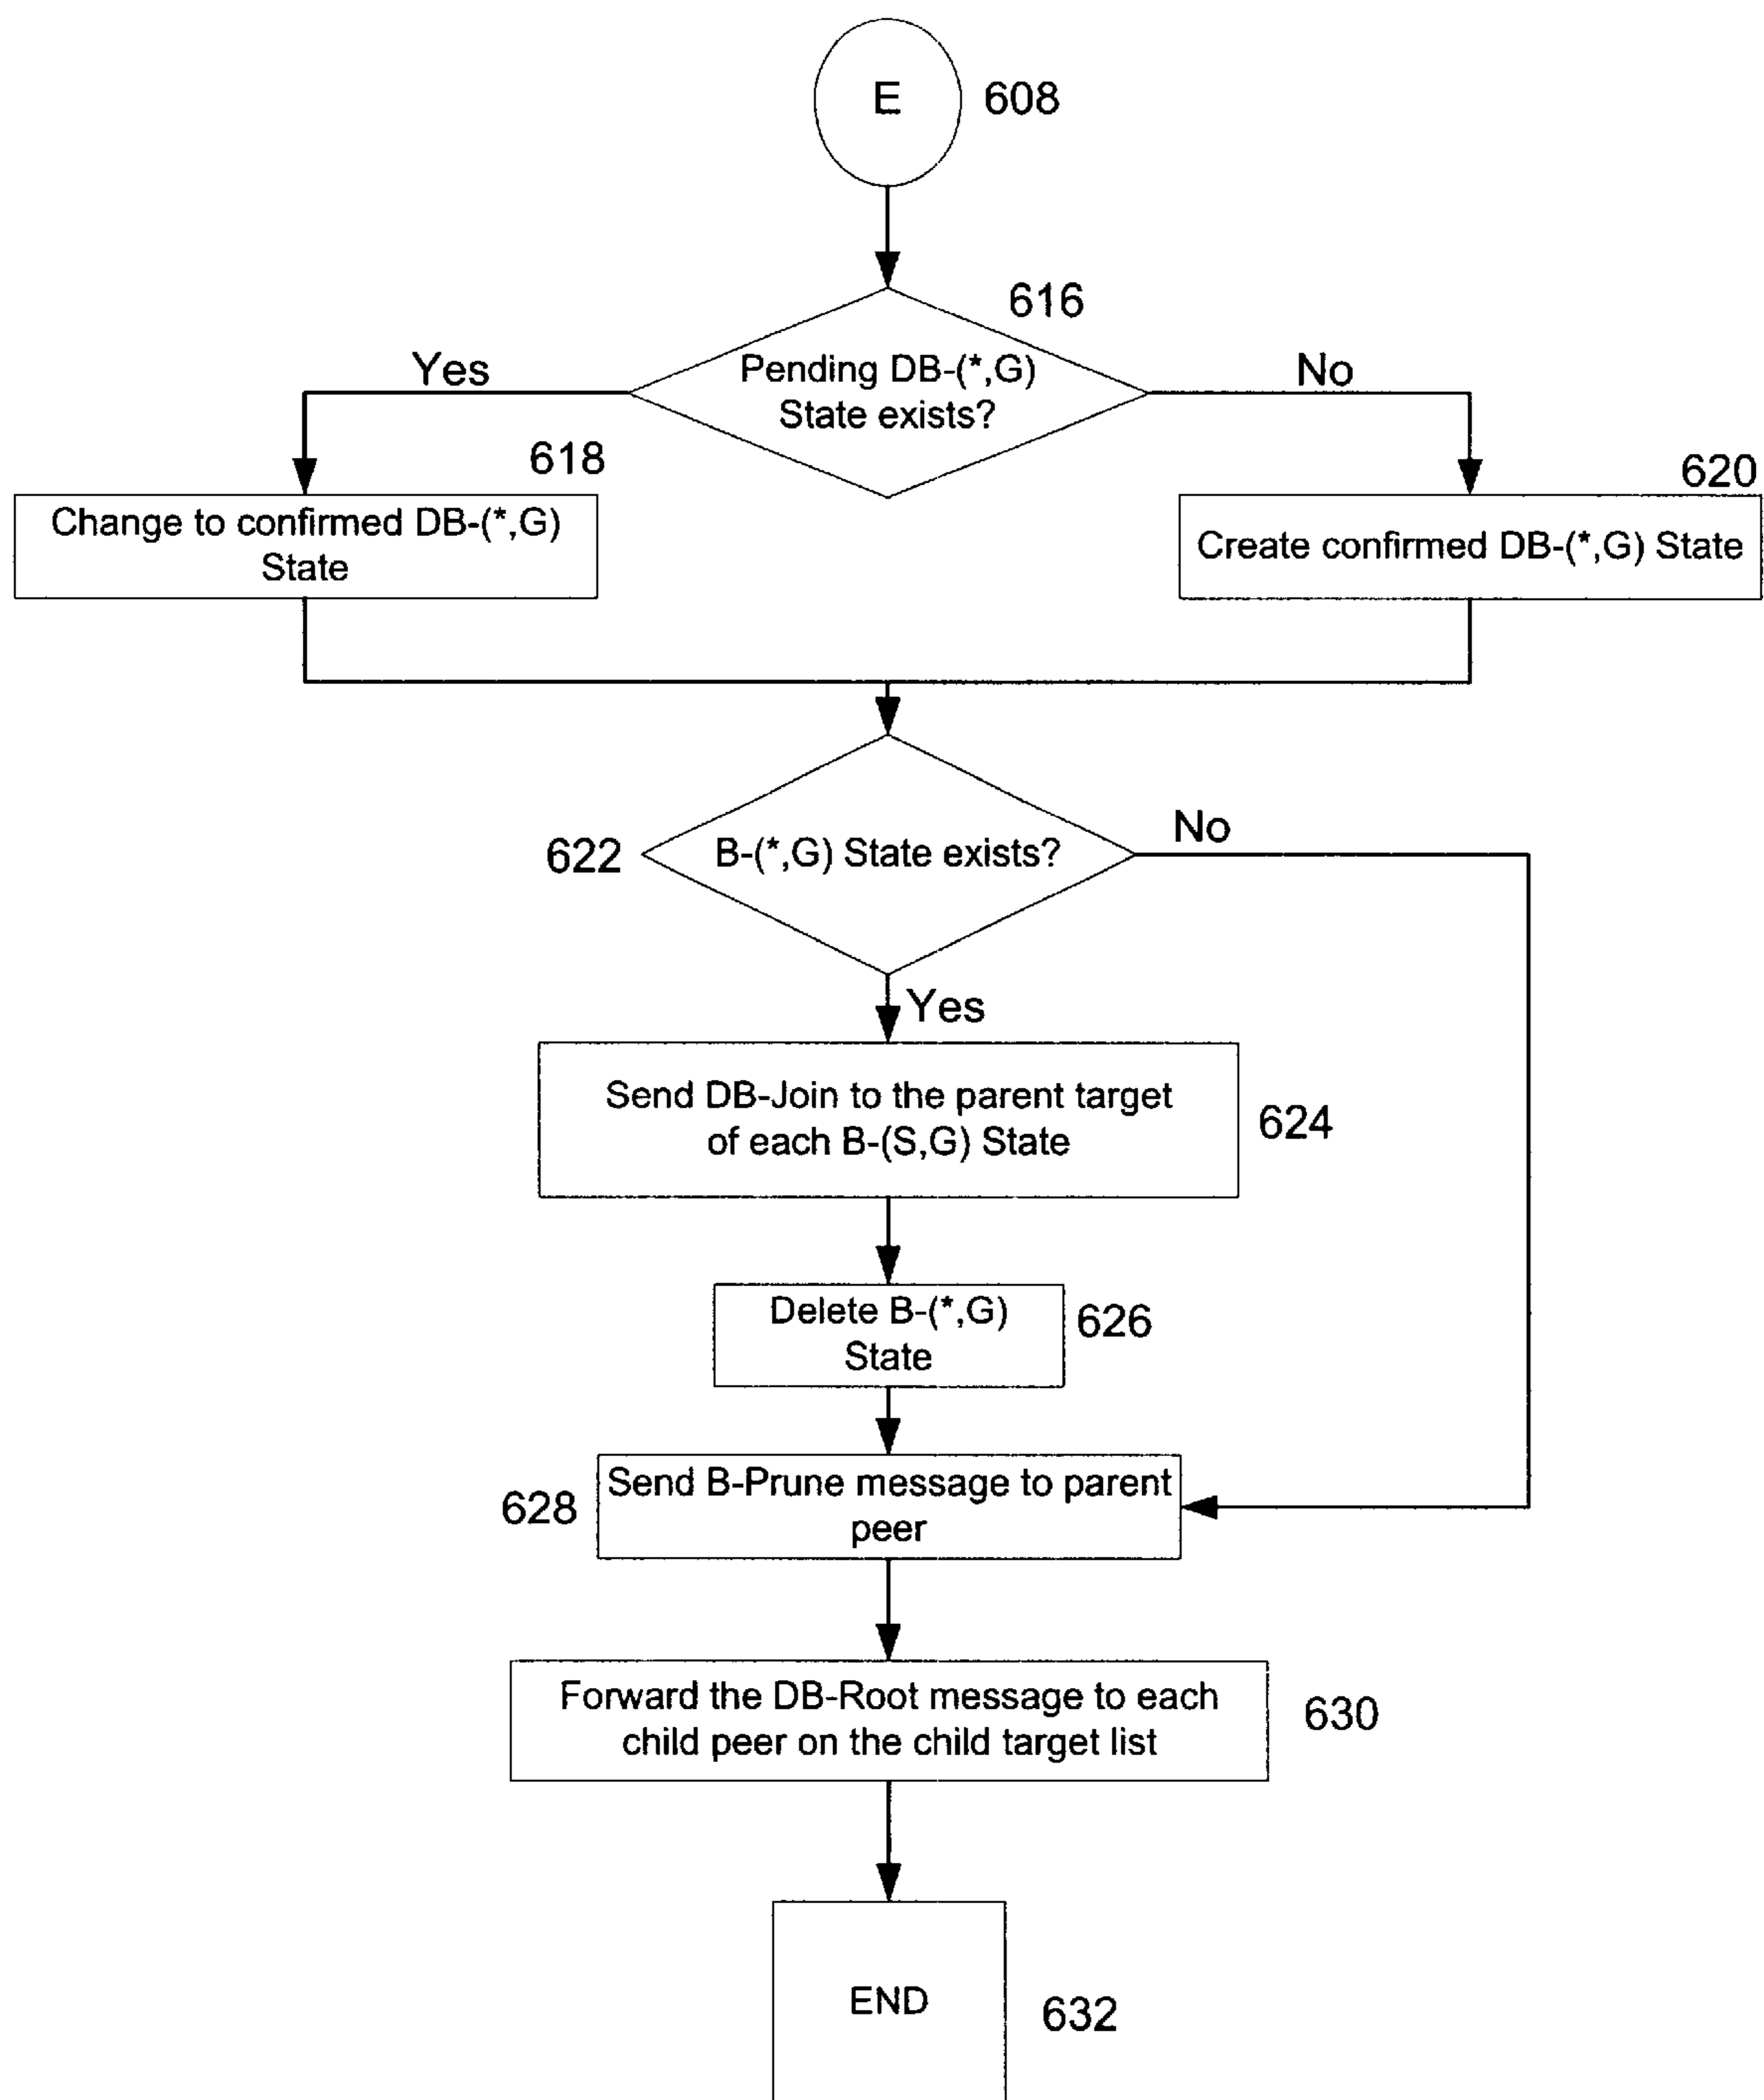 E
608
616
Pending DB-(*,G)
State exists?
Yes
No
618
620
Change to confirmed DB-(*,G)
State
Create confirmed DB-(*,G) State
622
B-(*,G) State exists?
No
Yes
Send DB-Join to the parent target
of each B-(S,G) State
624
Delete B-(*,G)
State
626
Send B-Prune message to parent
peer
628
Forward the DB-Root message to each
child peer on the child target list
630
END
632